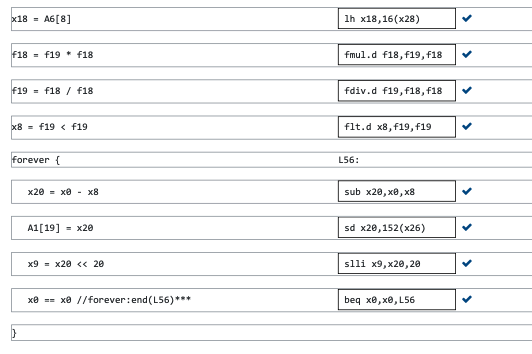 x18 = A6[8] lh x18,16(x28)
f18 = f19 * f18 fmul.d f18,f19,f18
f19 = f18 / f18 fdiv.d f19,f18,f18
x8 = f19 < f19 flt.d x8,f19,f19
forever { L56:
x20 = x0 - x8 sub x20,x0,x8
A1[19] = x20 sd x20,152(x26)
x9 = x20 << 20 slli x9,x20,20
x0 == x0 //forever:end(L56)*** beq x0,x0,L56
}